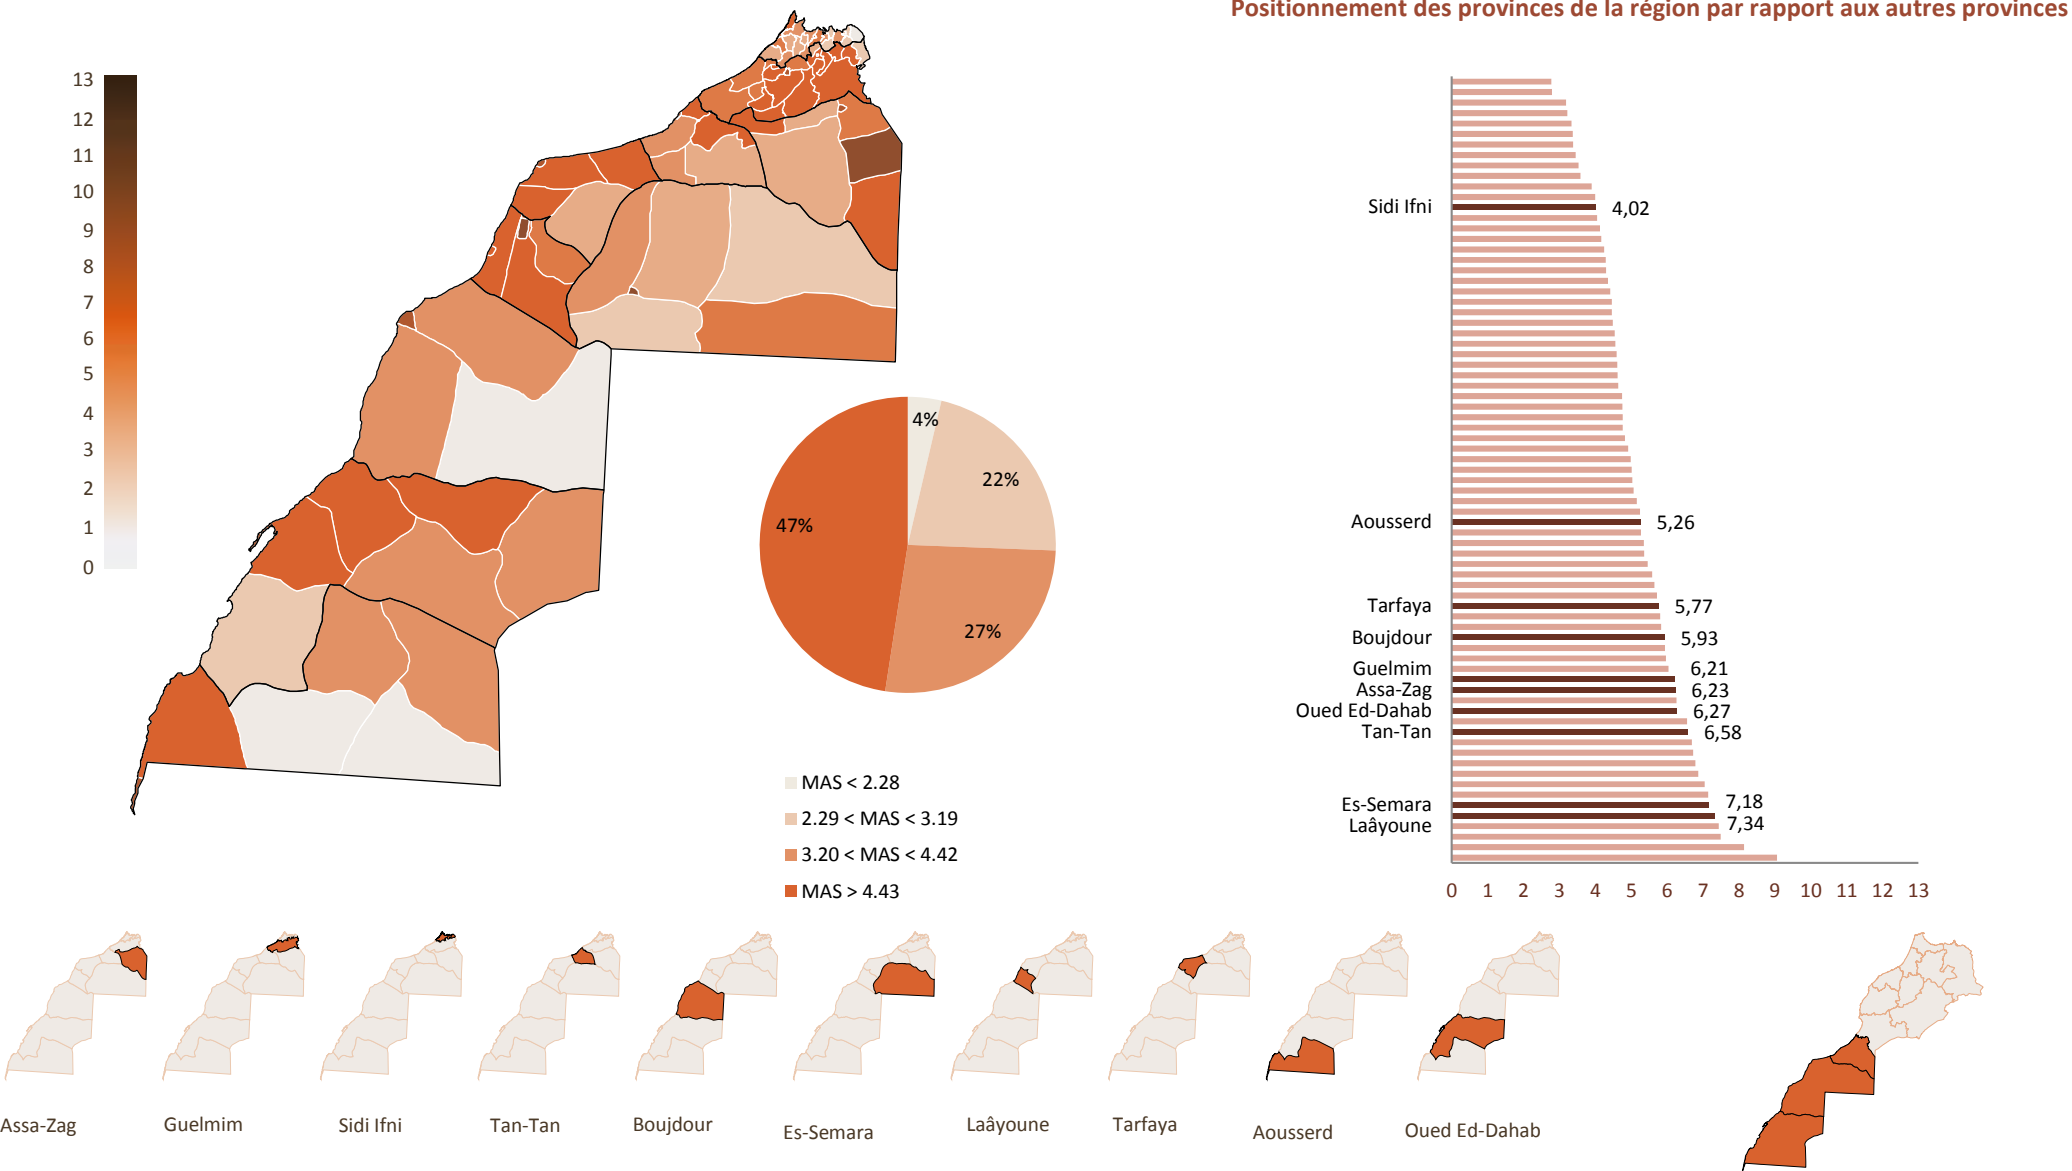 Positionnement des provinces de la région par rapport aux autres provinces
13
12
11
10
9
8
7
6
5
4
3
2
1
0
4%
22%
47%
27%
MAS < 2.28
2.29 < MAS < 3.19
3.20 < MAS < 4.42
MAS > 4.43
Sidi Ifni 4,02
Aousserd 5,26
Tarfaya 5,77
Boujdour 5,93
Guelmim 6,21
Assa-Zag 6,23
Oued Ed-Dahab 6,27
Tan-Tan 6,58
Es-Semara 7,18
Laâyoune 7,34
0 1 2 3 4 5 6 7 8 9 10 11 12 13
Assa-Zag Guelmim Sidi Ifni Tan-Tan Boujdour Es-Semara Laâyoune Tarfaya Aousserd Oued Ed-Dahab